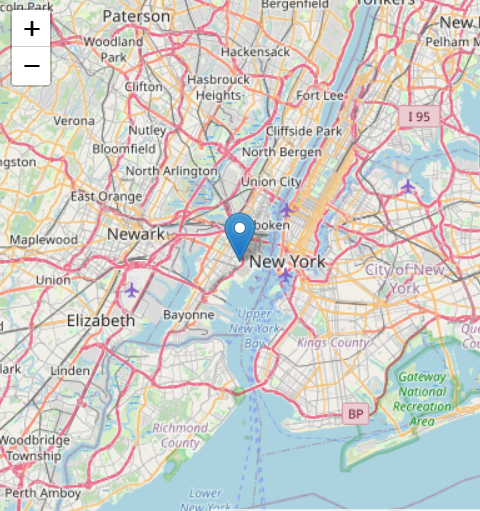 coln Park
Paterson
Bergenfield
Yonkers
+
Woodland
Park
New
Pelham M
Hackensack
−
Clifton
Hasbrouck
Heights
Fort Lee
I 95
Verona
Nutley
Cliffside Park
Bloomfield
North Bergen
ngston
North Arlington
Union City
East Orange
Maplewood
Newark
boken
New York
City of New
York
Union
Elizabeth
Bayonne
Upper
New York
Bay
Kings County
Que
Co
lark
Linden
Gateway
National
Recreation
Area
BP
Richmond
County
Woodbridge
Township
Perth Amboy
Lower
New York